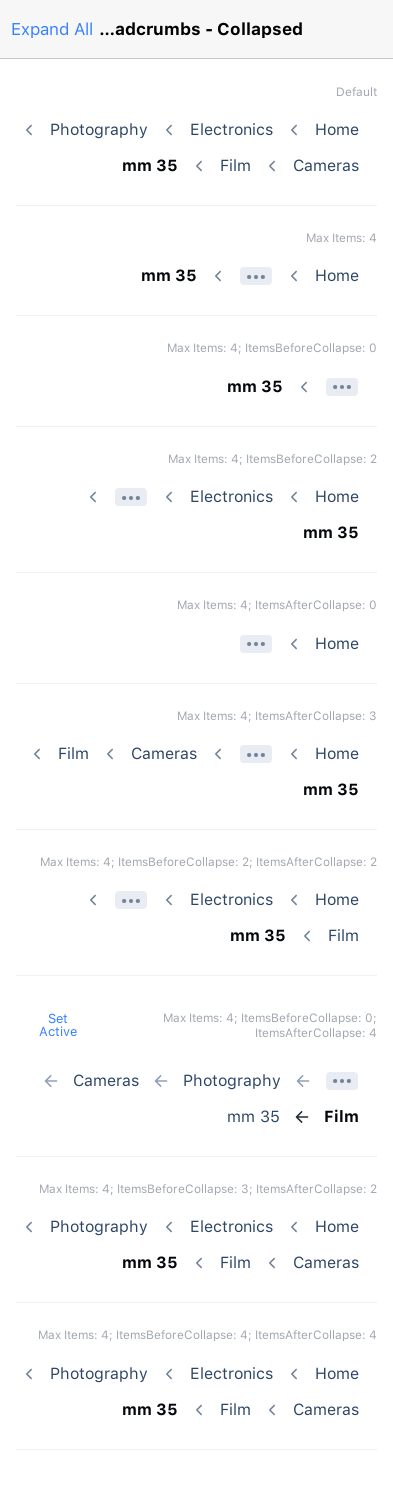 Expand All ...adcrumbs - Collapsed
Default
Home Electronics Photography
Cameras Film 35 mm
Max Items: 4
Home ... 35 mm
Max Items: 4; ItemsBeforeCollapse: 0
... 35 mm
Max Items: 4; ItemsBeforeCollapse: 2
Home Electronics ...
35 mm
Max Items: 4; ItemsAfterCollapse: 0
Home ...
Max Items: 4; ItemsAfterCollapse: 3
Home ... Cameras Film
35 mm
Max Items: 4; ItemsBeforeCollapse: 2; ItemsAfterCollapse: 2
Home Electronics ...
Film 35 mm
Set
Active
Max Items: 4; ItemsBeforeCollapse: 0;
ItemsAfterCollapse: 4
... Photography Cameras
Film 35 mm
Max Items: 4; ItemsBeforeCollapse: 3; ItemsAfterCollapse: 2
Home Electronics Photography
Cameras Film 35 mm
Max Items: 4; ItemsBeforeCollapse: 4; ItemsAfterCollapse: 4
Home Electronics Photography
Cameras Film 35 mm